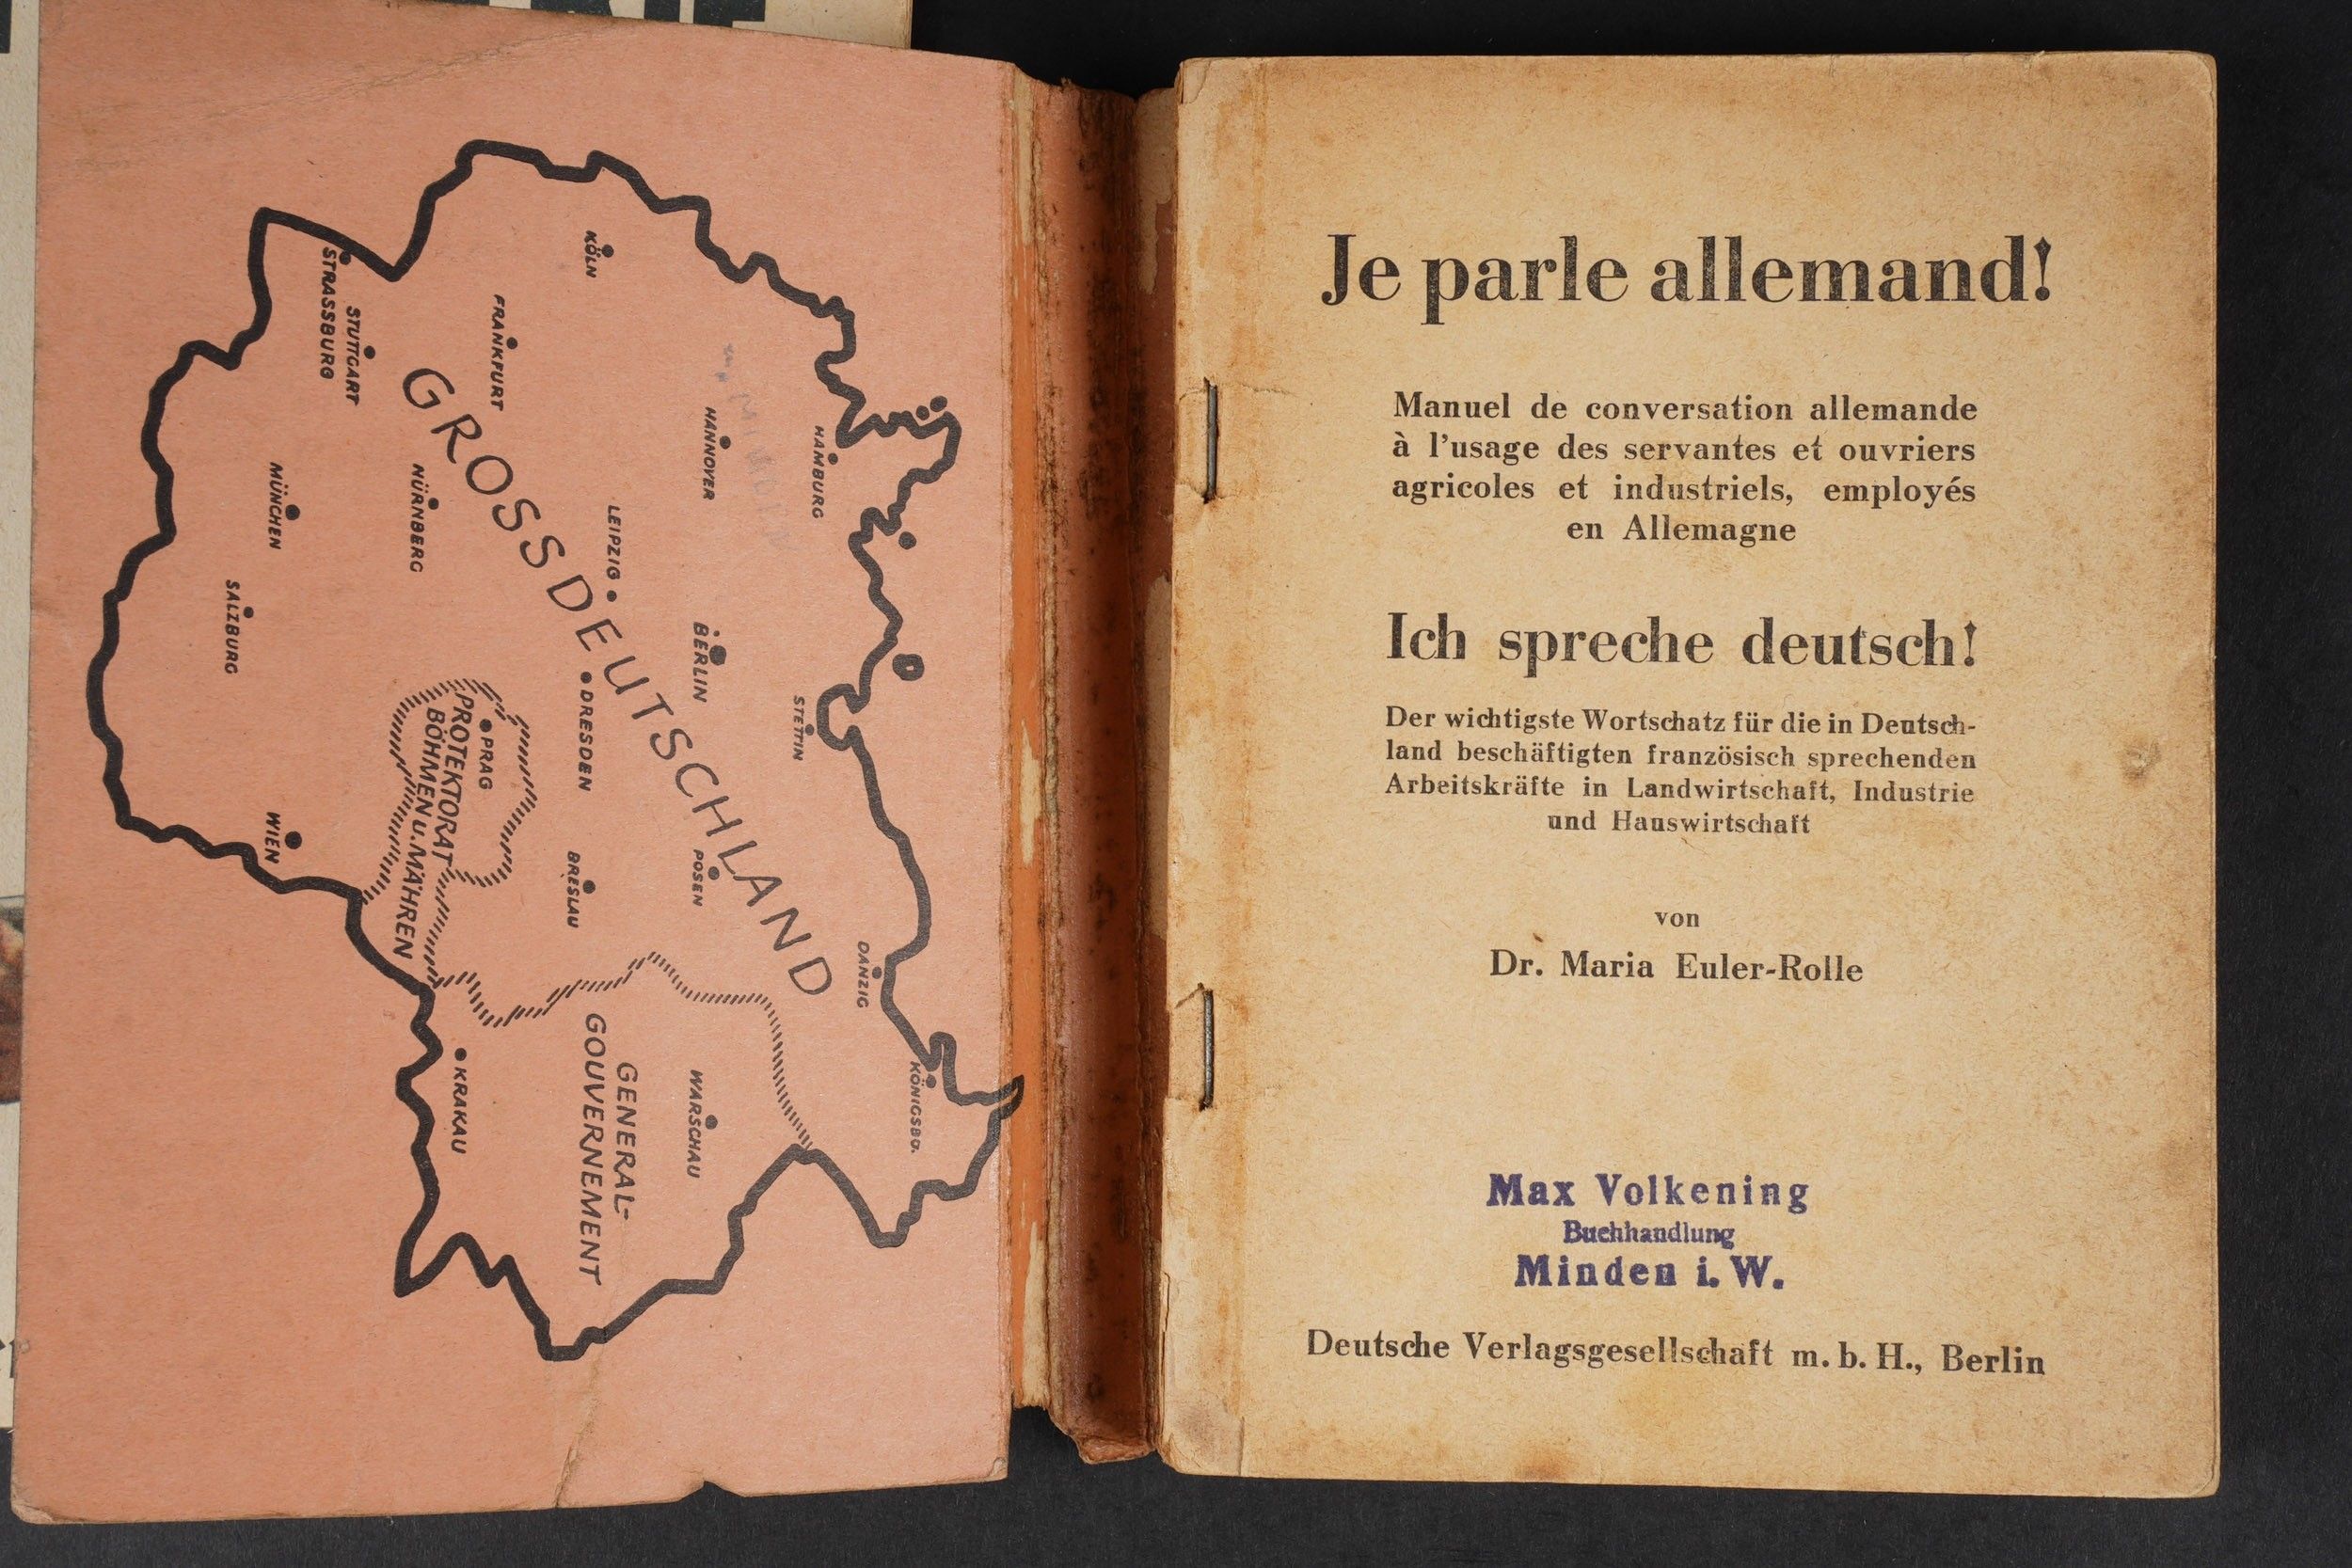 KÖLN
STRASSBURG
STUTTGART
FRANKFURT
GROSSDEUTSCHLAND
HANNOVER
HAMBURG
MÜNCHEN
NÜRNBERG
LEIPZIG
SALZBURG
BERLIN
DRESDEN
STETTIN
PRAG
PROTEKTORAT
BÖHMEN u. MÄHREN
WIEN
BRESLAU
POSEN
DANZIG
KÖNIGSBG.
GENERAL-
GOUVERNEMENT
WARSCHAU
KRAKAU
Je parle allemand!
Manuel de conversation allemande
à l'usage des servantes et ouvriers
agricoles et industriels, employés
en Allemagne
Ich spreche deutsch!
Der wichtigste Wortschatz für die in Deutsch-
land beschäftigten französisch sprechenden
Arbeitskräfte in Landwirtschaft, Industrie
und Hauswirtschaft
von
Dr. Maria Euler-Rolle
Max Volkening
Buchhandlung
Minden i. W.
Deutsche Verlagsgesellschaft m. b. H., Berlin